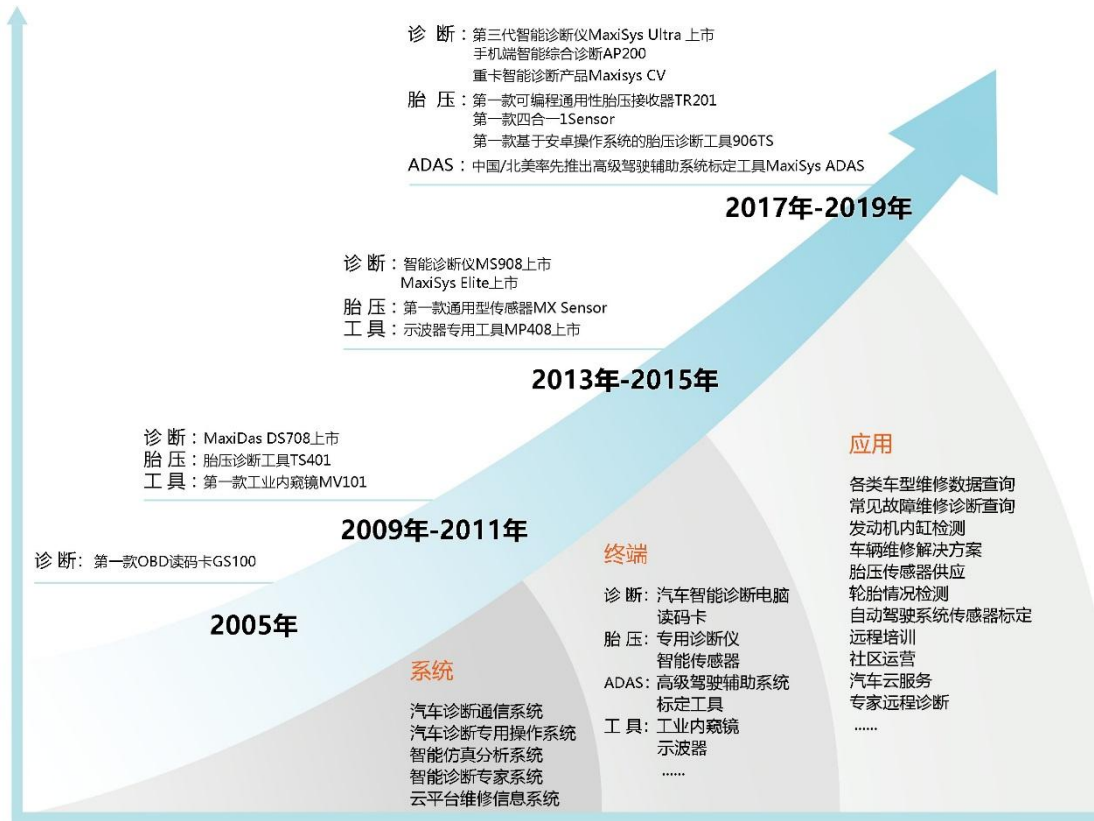 诊 断：第三代智能诊断仪MaxiSys Ultra 上市
手机端智能综合诊断AP200
重卡智能诊断产品Maxisys CV
胎 压：第一款可编程通用性胎压接收器TR201
第一款四合一1Sensor
第一款基于安卓操作系统的胎压诊断工具906TS
ADAS：中国/北美率先推出高级驾驶辅助系统标定工具MaxiSys ADAS
2017年-2019年
诊 断：智能诊断仪MS908上市
MaxiSys Elite上市
胎 压：第一款通用型传感器MX Sensor
工 具：示波器专用工具MP408上市
2013年-2015年
诊 断：MaxiDas DS708上市
胎 压：胎压诊断工具TS401
工 具：第一款工业内窥镜MV101
2009年-2011年
诊 断：第一款OBD读码卡GS100
2005年
系统
汽车诊断通信系统
汽车诊断专用操作系统
智能仿真分析系统
智能诊断专家系统
云平台维修信息系统
终端
诊 断：汽车智能诊断电脑
读码卡
胎 压：专用诊断仪
智能传感器
ADAS：高级驾驶辅助系统
标定工具
工 具：工业内窥镜
示波器
......
应用
各类车型维修数据查询
常见故障维修诊断查询
发动机内缸检测
车辆维修解决方案
胎压传感器供应
轮胎情况检测
自动驾驶系统传感器标定
远程培训
社区运营
汽车云服务
专家远程诊断
......